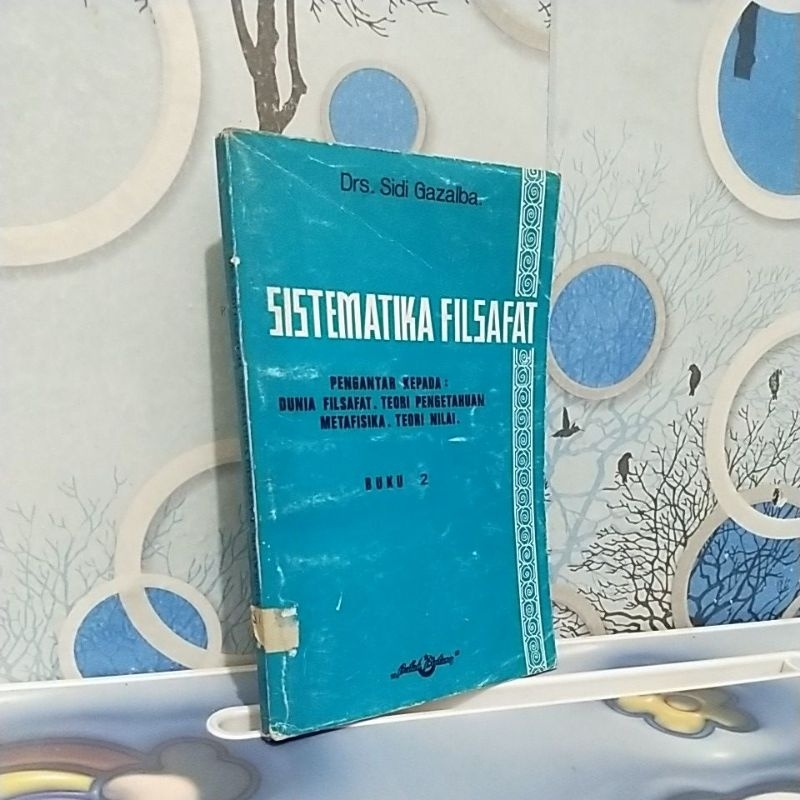 Drs. Sidi Gazalba.
SISTEMATIKA FILSAFAT
PENGANTAR KEPADA:
DUNIA FILSAFAT. TEORI PENGETAHUAN
METAFISIKA. TEORI NILAI.
BUKU 2